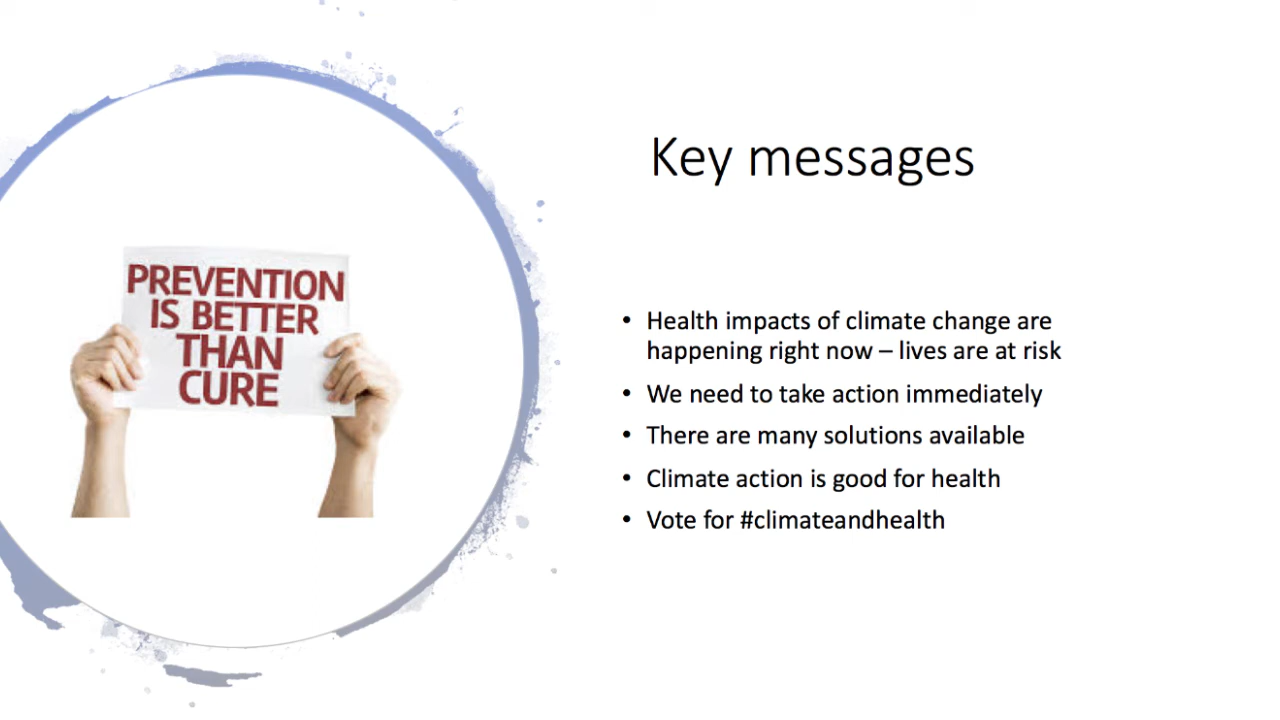 PREVENTION
IS BETTER
THAN
CURE
Key messages
• Health impacts of climate change are
happening right now – lives are at risk
• We need to take action immediately
• There are many solutions available
• Climate action is good for health
• Vote for #climateandhealth